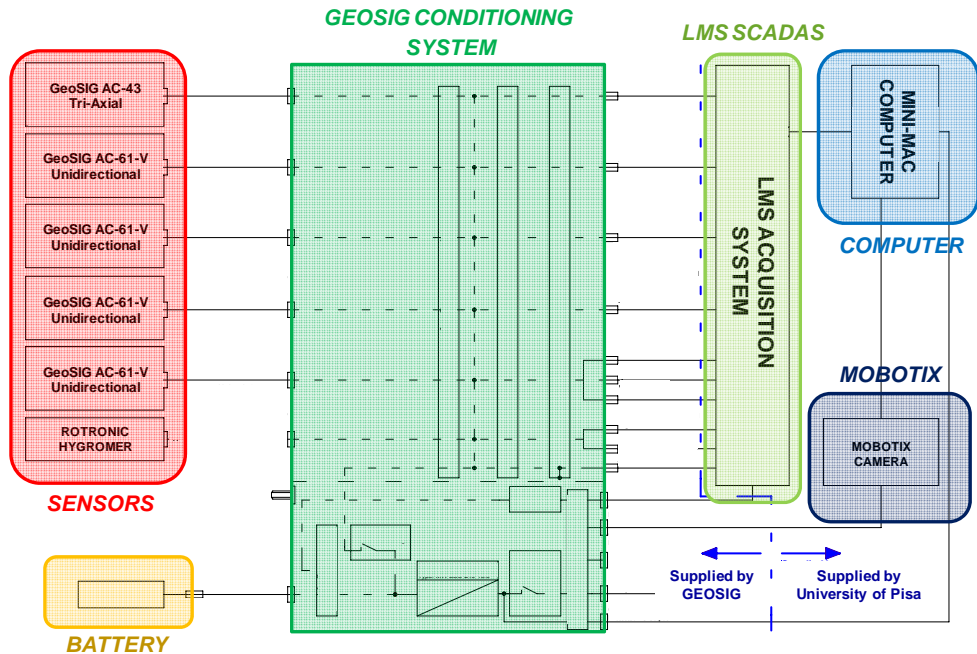 GEOSIG CONDITIONING
SYSTEM
LMS SCADAS
GeoSIG AC-43
Tri-Axial
GeoSIG AC-61-V
Unidirectional
GeoSIG AC-61-V
Unidirectional
GeoSIG AC-61-V
Unidirectional
GeoSIG AC-61-V
Unidirectional
ROTRONIC
HYGROMER
SENSORS
BATTERY
LMS ACQUISITION
SYSTEM
MINI-MAC
COMPUTER
COMPUTER
MOBOTIX
MOBOTIX
CAMERA
Supplied by
GEOSIG
Supplied by
University of Pisa